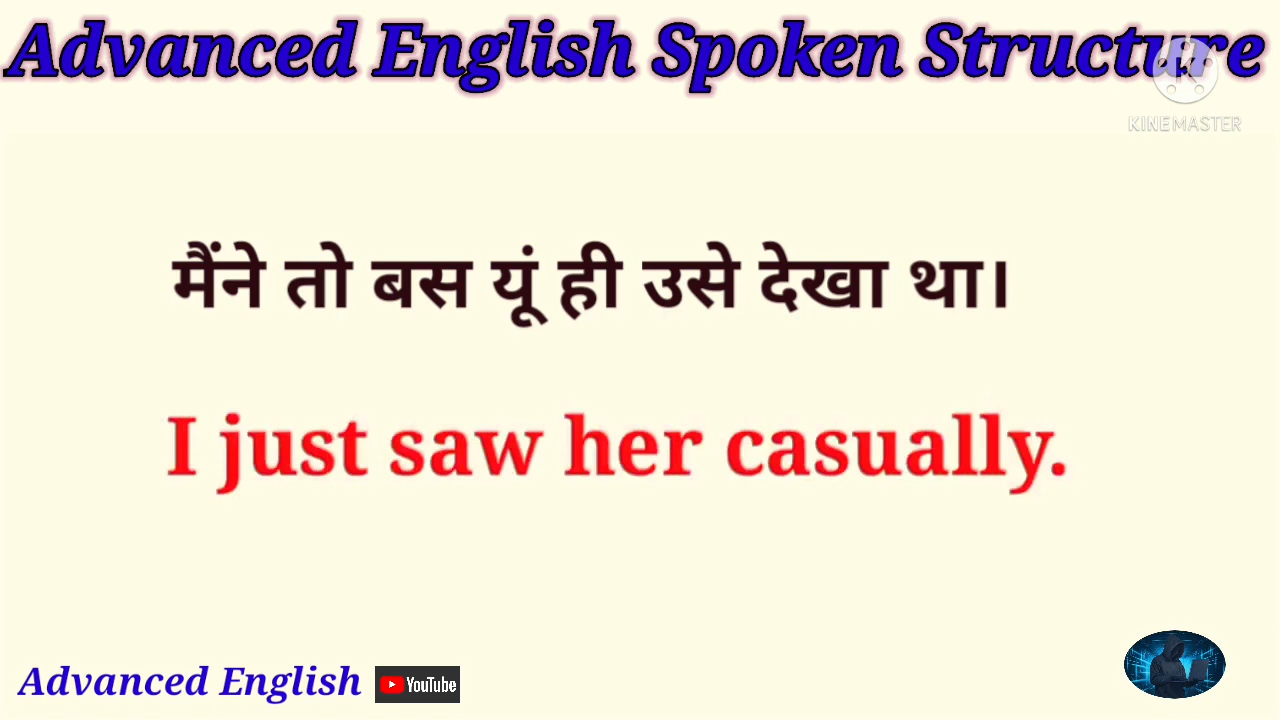 Advanced English Spoken Structure
KINEMASTER
मैंने तो बस यूं ही उसे देखा था।
I just saw her casually.
Advanced English YouTube